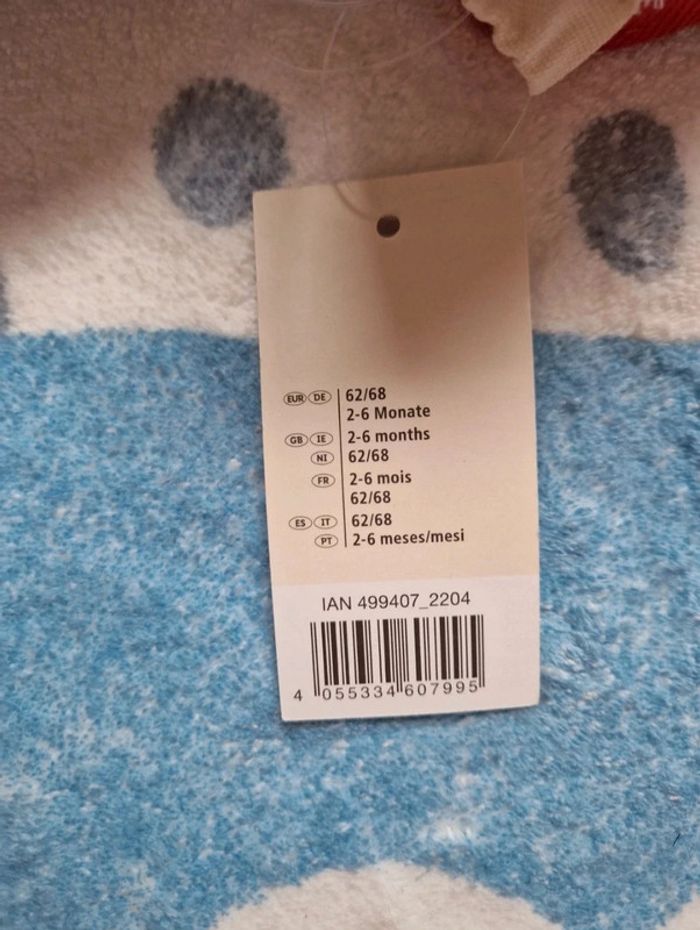 EUR DE 62/68
2-6 Monate
GB IE 2-6 months
NI 62/68
FR 2-6 mois
62/68
ES IT 62/68
PT 2-6 meses/mesi
IAN 499407_2204
4 055334 607995